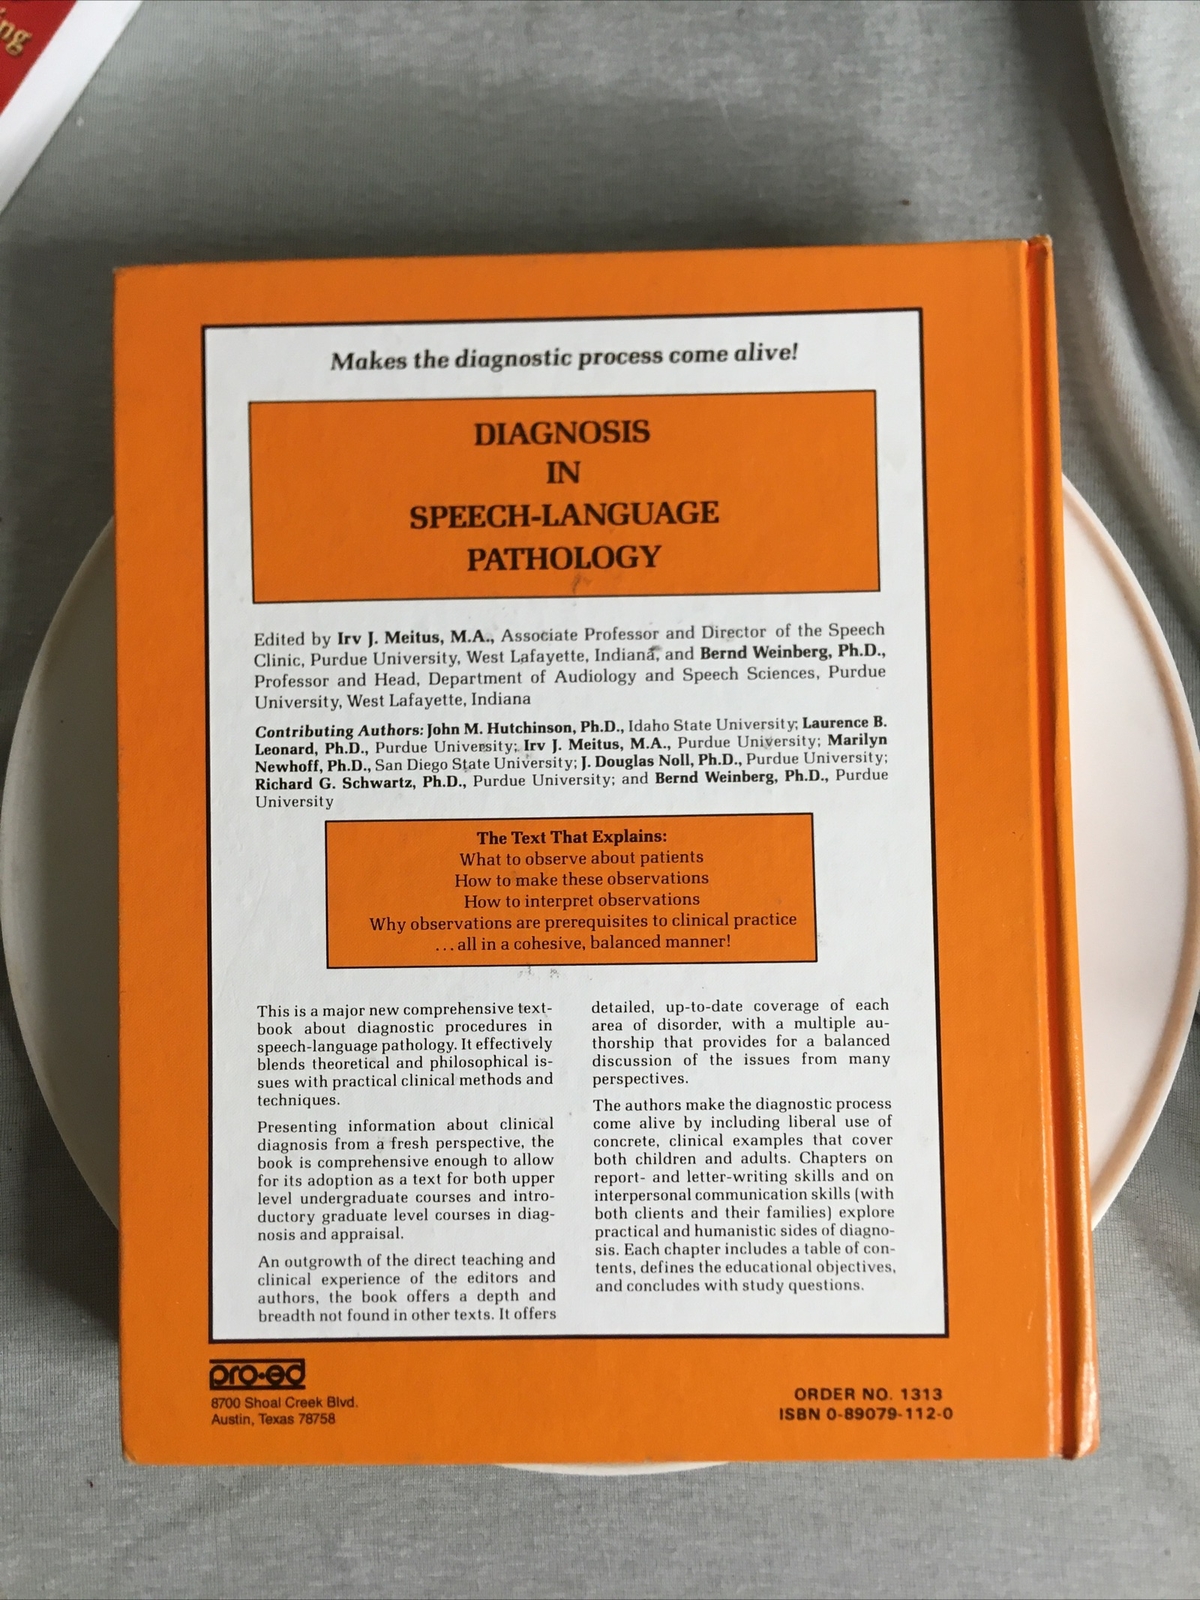 ng
Makes the diagnostic process come alive!
DIAGNOSIS
IN
SPEECH-LANGUAGE
PATHOLOGY
Edited by Irv J. Meitus, M.A., Associate Professor and Director of the Speech
Clinic, Purdue University, West Lafayette, Indiana, and Bernd Weinberg, Ph.D.,
Professor and Head, Department of Audiology and Speech Sciences, Purdue
University, West Lafayette, Indiana
Contributing Authors: John M. Hutchinson, Ph.D., Idaho State University; Laurence B.
Leonard, Ph.D., Purdue University; Irv J. Meitus, M.A., Purdue University; Marilyn
Newhoff, Ph.D., San Diego State University; J. Douglas Noll, Ph.D., Purdue University;
Richard G. Schwartz, Ph.D., Purdue University; and Bernd Weinberg, Ph.D., Purdue
University
The Text That Explains:
What to observe about patients
How to make these observations
How to interpret observations
Why observations are prerequisites to clinical practice
...all in a cohesive, balanced manner!
This is a major new comprehensive text-
book about diagnostic procedures in
speech-language pathology. It effectively
blends theoretical and philosophical is-
sues with practical clinical methods and
techniques.
Presenting information about clinical
diagnosis from a fresh perspective, the
book is comprehensive enough to allow
for its adoption as a text for both upper
level undergraduate courses and intro-
ductory graduate level courses in diag-
nosis and appraisal.
An outgrowth of the direct teaching and
clinical experience of the editors and
authors, the book offers a depth and
breadth not found in other texts. It offers
detailed, up-to-date coverage of each
area of disorder, with a multiple au-
thorship that provides for a balanced
discussion of the issues from many
perspectives.
The authors make the diagnostic process
come alive by including liberal use of
concrete, clinical examples that cover
both children and adults. Chapters on
report- and letter-writing skills and on
interpersonal communication skills (with
both clients and their families) explore
practical and humanistic sides of diagno-
sis. Each chapter includes a table of con-
tents, defines the educational objectives,
and concludes with study questions.
pro-ed
8700 Shoal Creek Blvd.
Austin, Texas 78758
ORDER NO. 1313
ISBN 0-89079-112-0